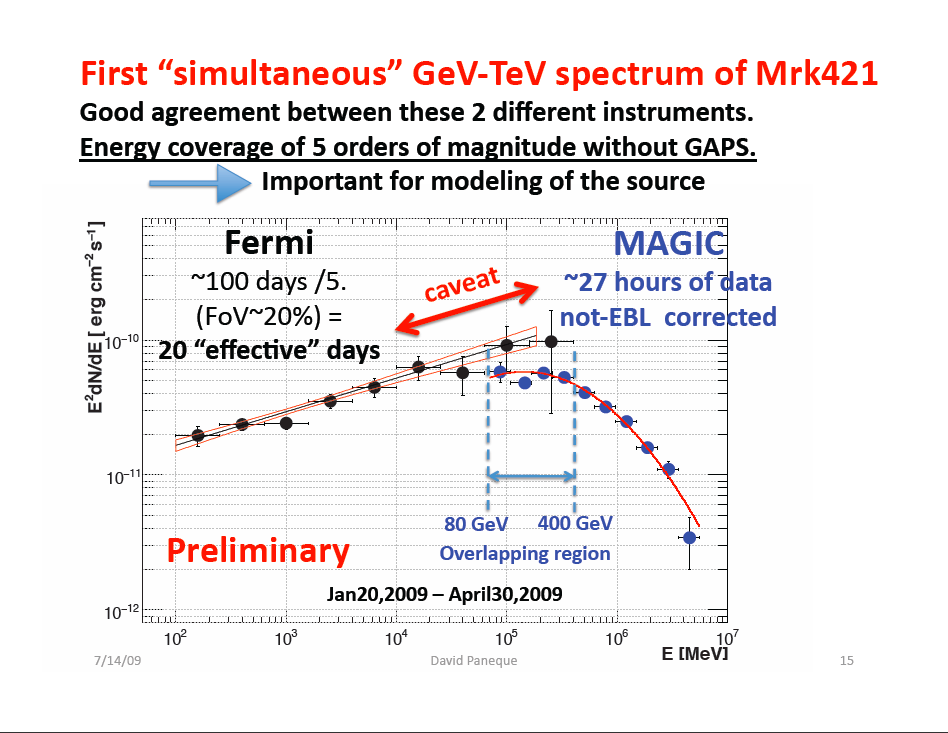 First “simultaneous” GeV-TeV spectrum of Mrk421
Good agreement between these 2 different instruments.
Energy coverage of 5 orders of magnitude without GAPS.
Important for modeling of the source
E²dN/dE [ erg cm⁻² s⁻¹]
Fermi
~100 days /5.
(FoV~20%) =
20 “effective” days
caveat
MAGIC
~27 hours of data
not-EBL corrected
10⁻¹⁰
10⁻¹¹
10⁻¹²
80 GeV 400 GeV
Overlapping region
Preliminary
Jan20,2009 – April30,2009
10² 10³ 10⁴ 10⁵ 10⁶ 10⁷
E [MeV]
7/14/09 David Paneque 15